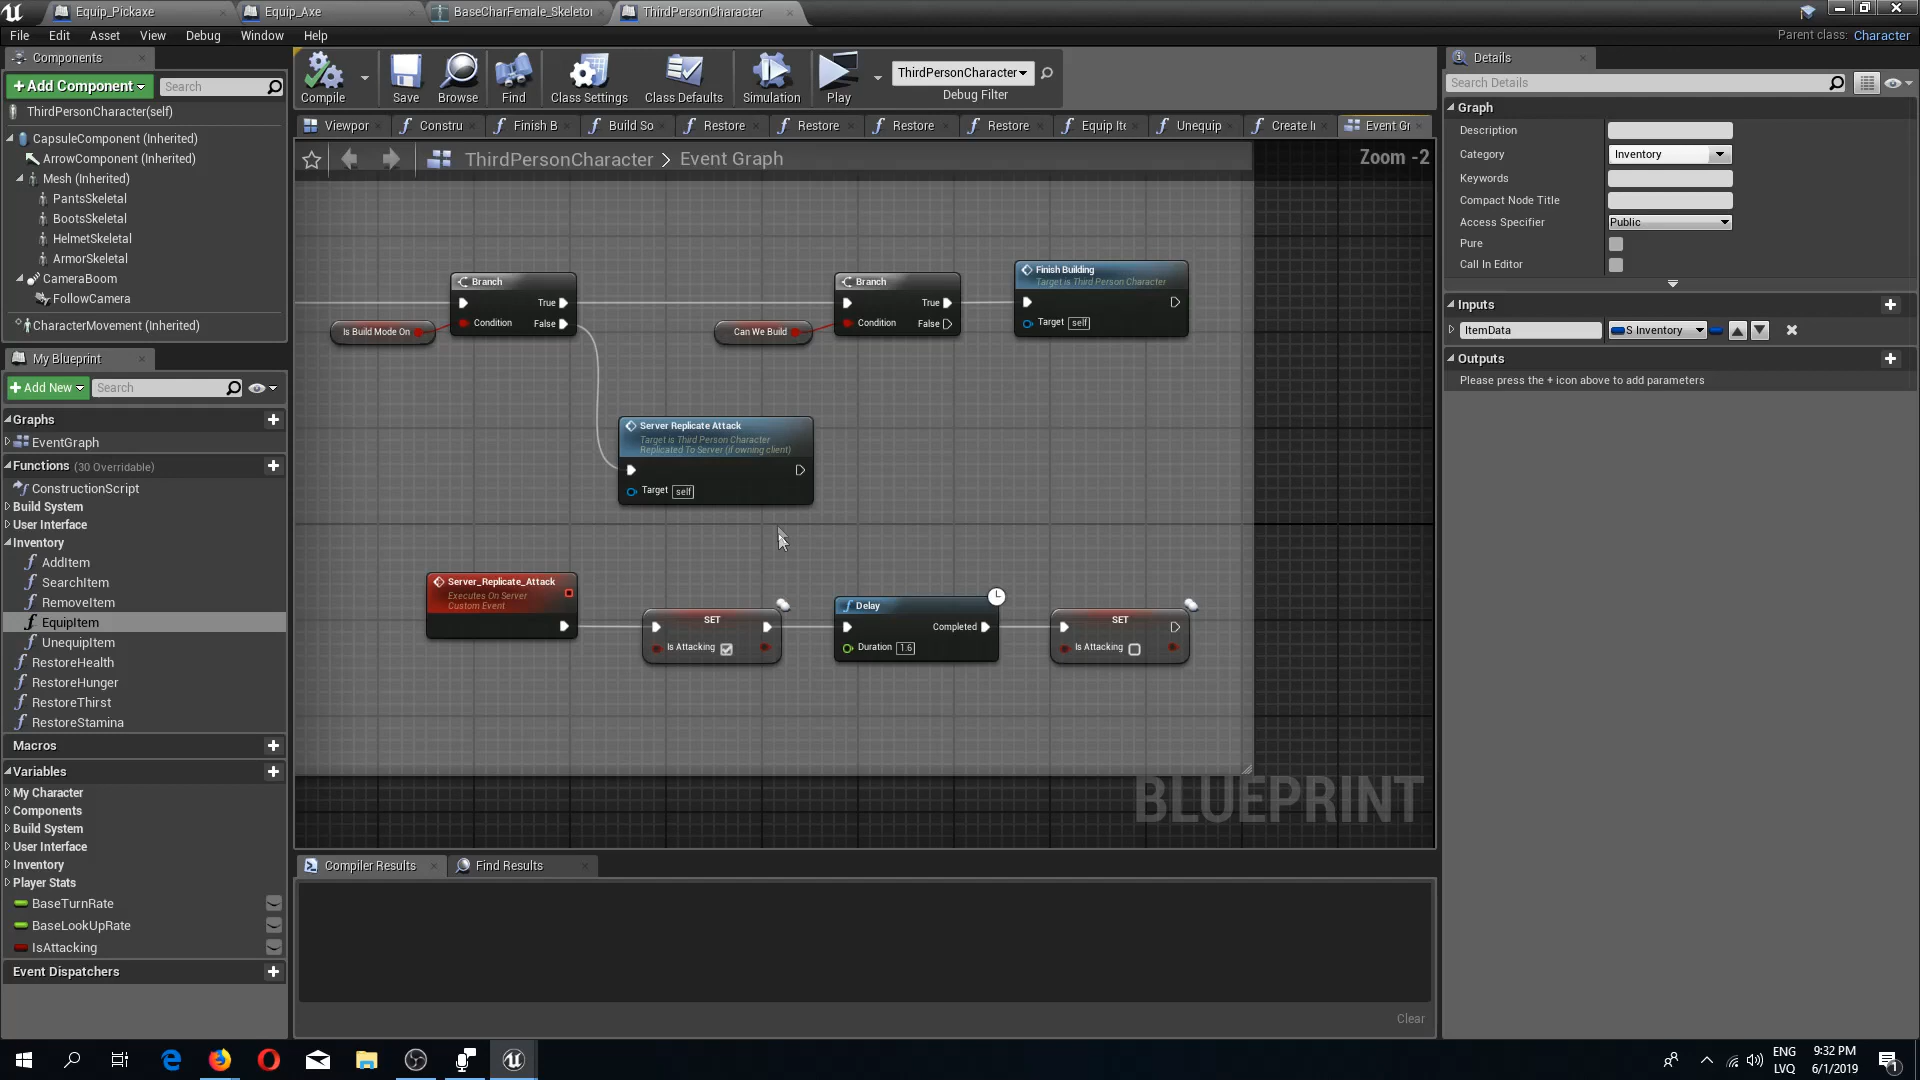 Equip_Pickaxe
Equip_Axe
BaseCharFemale_Skeleto
ThirdPersonCharacter
File
Edit
Asset
View
Debug
Window
Help
Parent class: Character
Components
+Add Component
Search
ThirdPersonCharacter(self)
CapsuleComponent (Inherited)
ArrowComponent (Inherited)
Mesh (Inherited)
PantsSkeletal
BootsSkeletal
HelmetSkeletal
ArmorSkeletal
CameraBoom
FollowCamera
CharacterMovement (Inherited)
My Blueprint
+Add New
Search
Graphs
EventGraph
Functions (30 Overridable)
ConstructionScript
Build System
User Interface
Inventory
AddItem
SearchItem
RemoveItem
EquipItem
UnequipItem
RestoreHealth
RestoreHunger
RestoreThirst
RestoreStamina
Macros
Variables
My Character
Components
Build System
User Interface
Inventory
Player Stats
BaseTurnRate
BaseLookUpRate
IsAttacking
Event Dispatchers
Compile
Save
Browse
Find
Class Settings
Class Defaults
Simulation
Play
ThirdPersonCharacter
Debug Filter
Viewpor
Constru
Finish B
Build So
Restore
Restore
Restore
Restore
Equip Ite
Unequip
Create I
Event Gr
ThirdPersonCharacter > Event Graph
Zoom -2
Is Build Mode On
Branch
True
Condition
False
Can We Build
Branch
True
Condition
False
Finish Building
Target is Third Person Character
Target self
Server Replicate Attack
Target is Third Person Character
Replicated To Server (if owning client)
Target self
Server_Replicate_Attack
Executes On Server
Custom Event
SET
Is Attacking
Delay
Completed
Duration 1.6
SET
Is Attacking
BLUEPRINT
Compiler Results
Find Results
Clear
Details
Search Details
Graph
Description
Category
Inventory
Keywords
Compact Node Title
Access Specifier
Public
Pure
Call In Editor
Inputs
ItemData
S Inventory
Outputs
Please press the + icon above to add parameters
ENG
LVQ
9:32 PM
6/1/2019
1